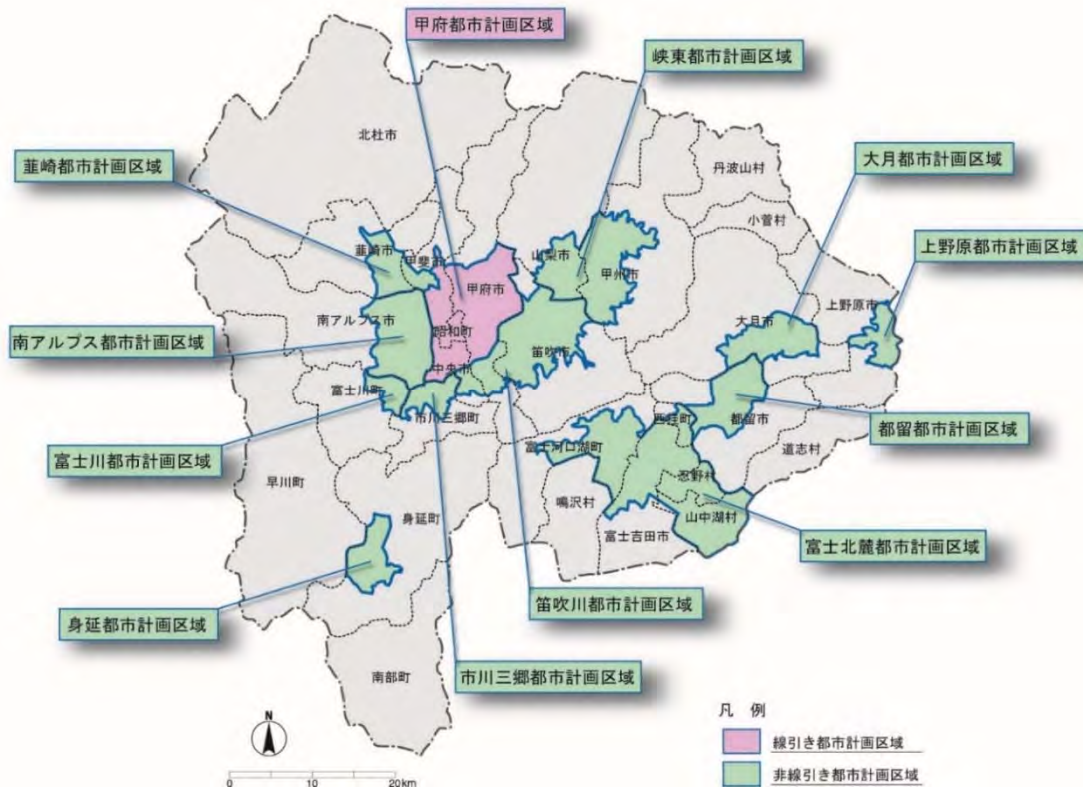 甲府都市計画区域
峡東都市計画区域
北杜市
韮崎都市計画区域
丹波山村
大月都市計画区域
小菅村
上野原都市計画区域
韮崎市
甲斐市
山梨市
甲州市
甲府市
上野原市
南アルプス市
大月市
昭和町
南アルプス都市計画区域
笛吹市
中央市
富士川町
市川三郷町
西桂町
都留市
都留都市計画区域
富士河口湖町
道志村
富士川都市計画区域
忍野村
早川町
鳴沢村
身延町
山中湖村
富士吉田市
富士北麓都市計画区域
笛吹川都市計画区域
身延都市計画区域
市川三郷都市計画区域
南部町
凡 例
N
線引き都市計画区域
非線引き都市計画区域
0 10 20km